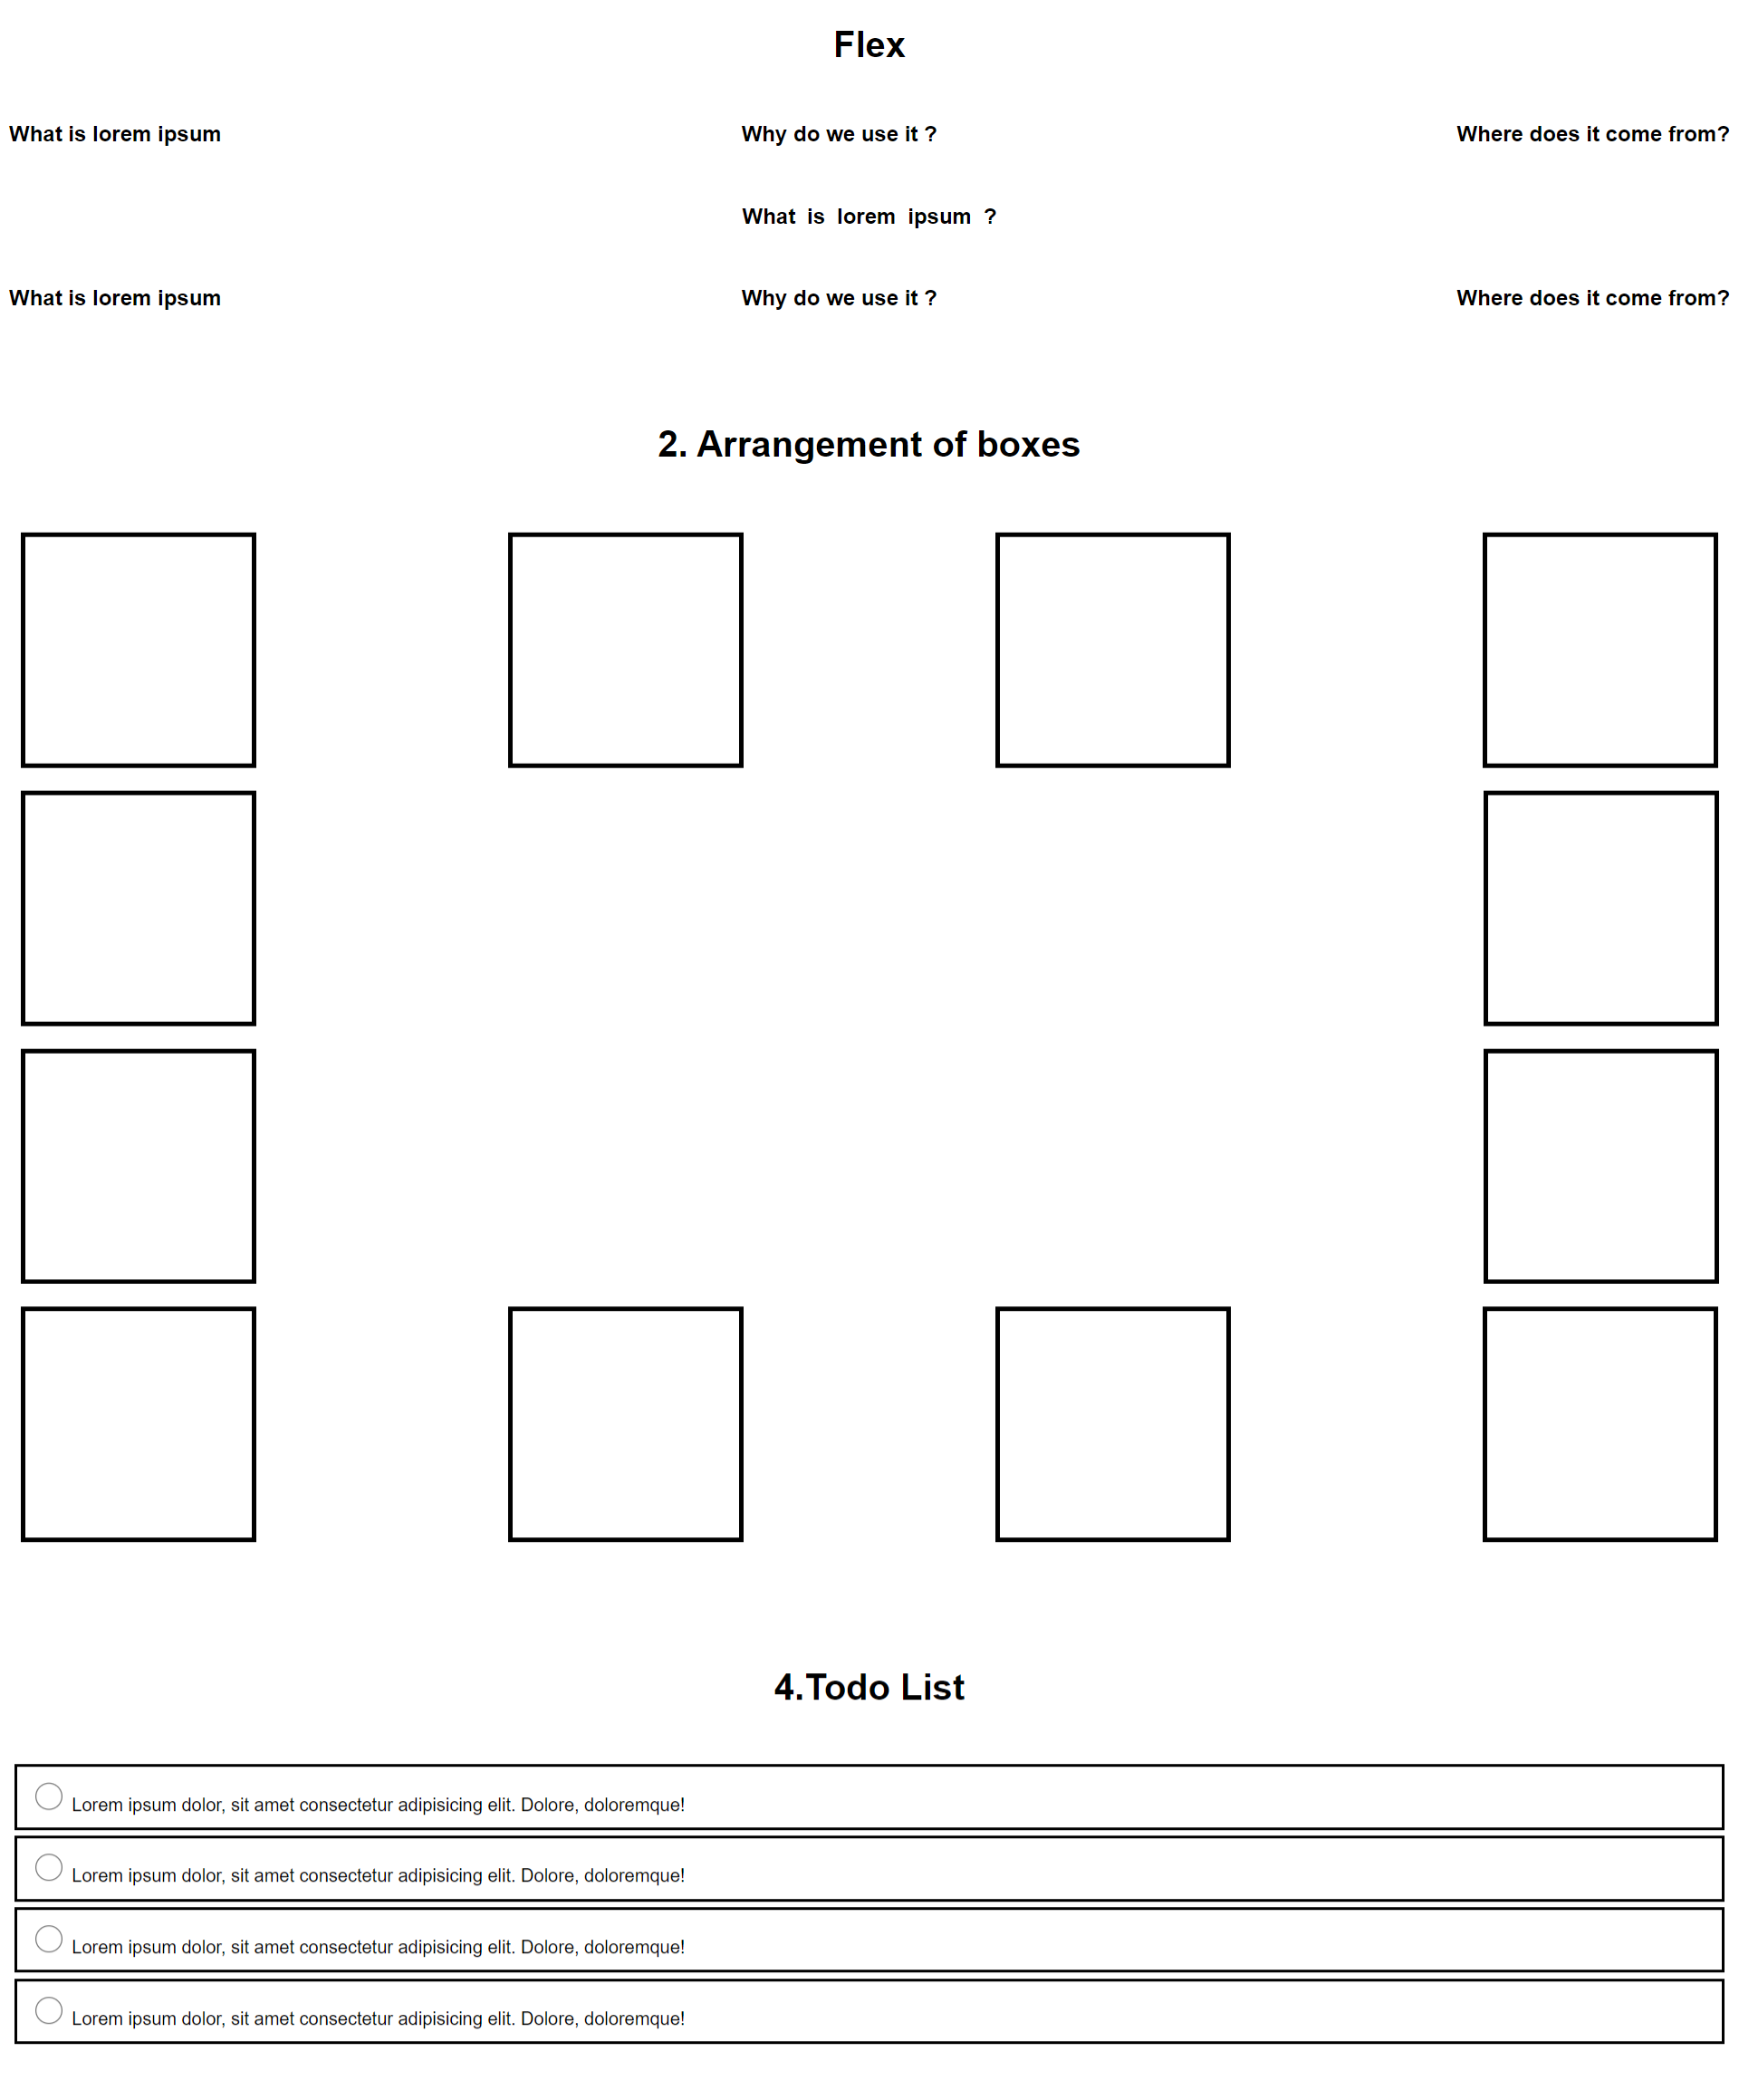 Flex
What is lorem ipsum Why do we use it ? Where does it come from?
What is lorem ipsum ?
What is lorem ipsum Why do we use it ? Where does it come from?
2. Arrangement of boxes
4.Todo List
Lorem ipsum dolor, sit amet consectetur adipisicing elit. Dolore, doloremque!
Lorem ipsum dolor, sit amet consectetur adipisicing elit. Dolore, doloremque!
Lorem ipsum dolor, sit amet consectetur adipisicing elit. Dolore, doloremque!
Lorem ipsum dolor, sit amet consectetur adipisicing elit. Dolore, doloremque!